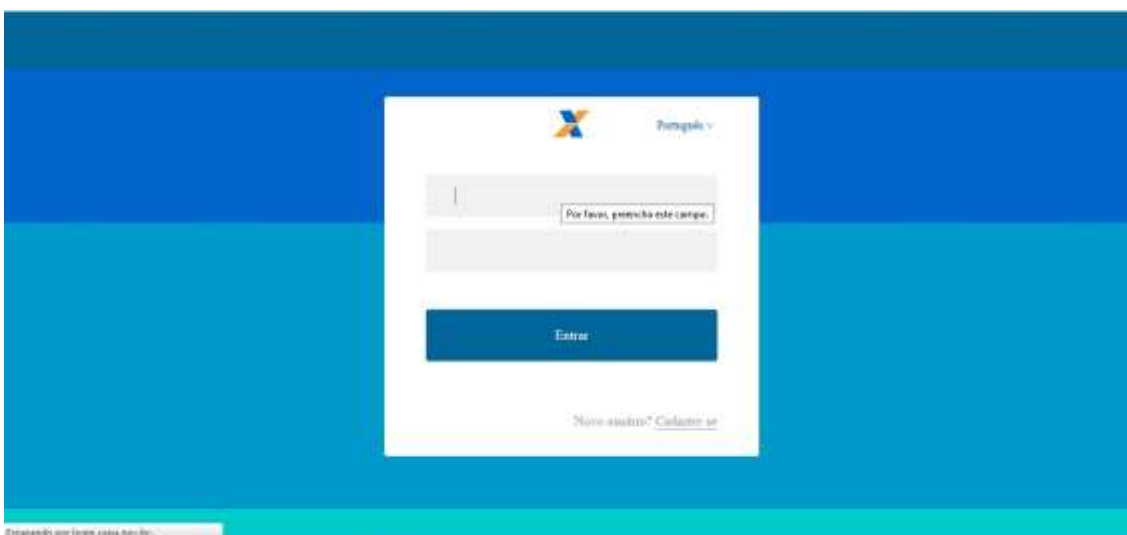 Português
Por favor, preencha este campo.
Entrar
Novo usuário? Cadastre-se